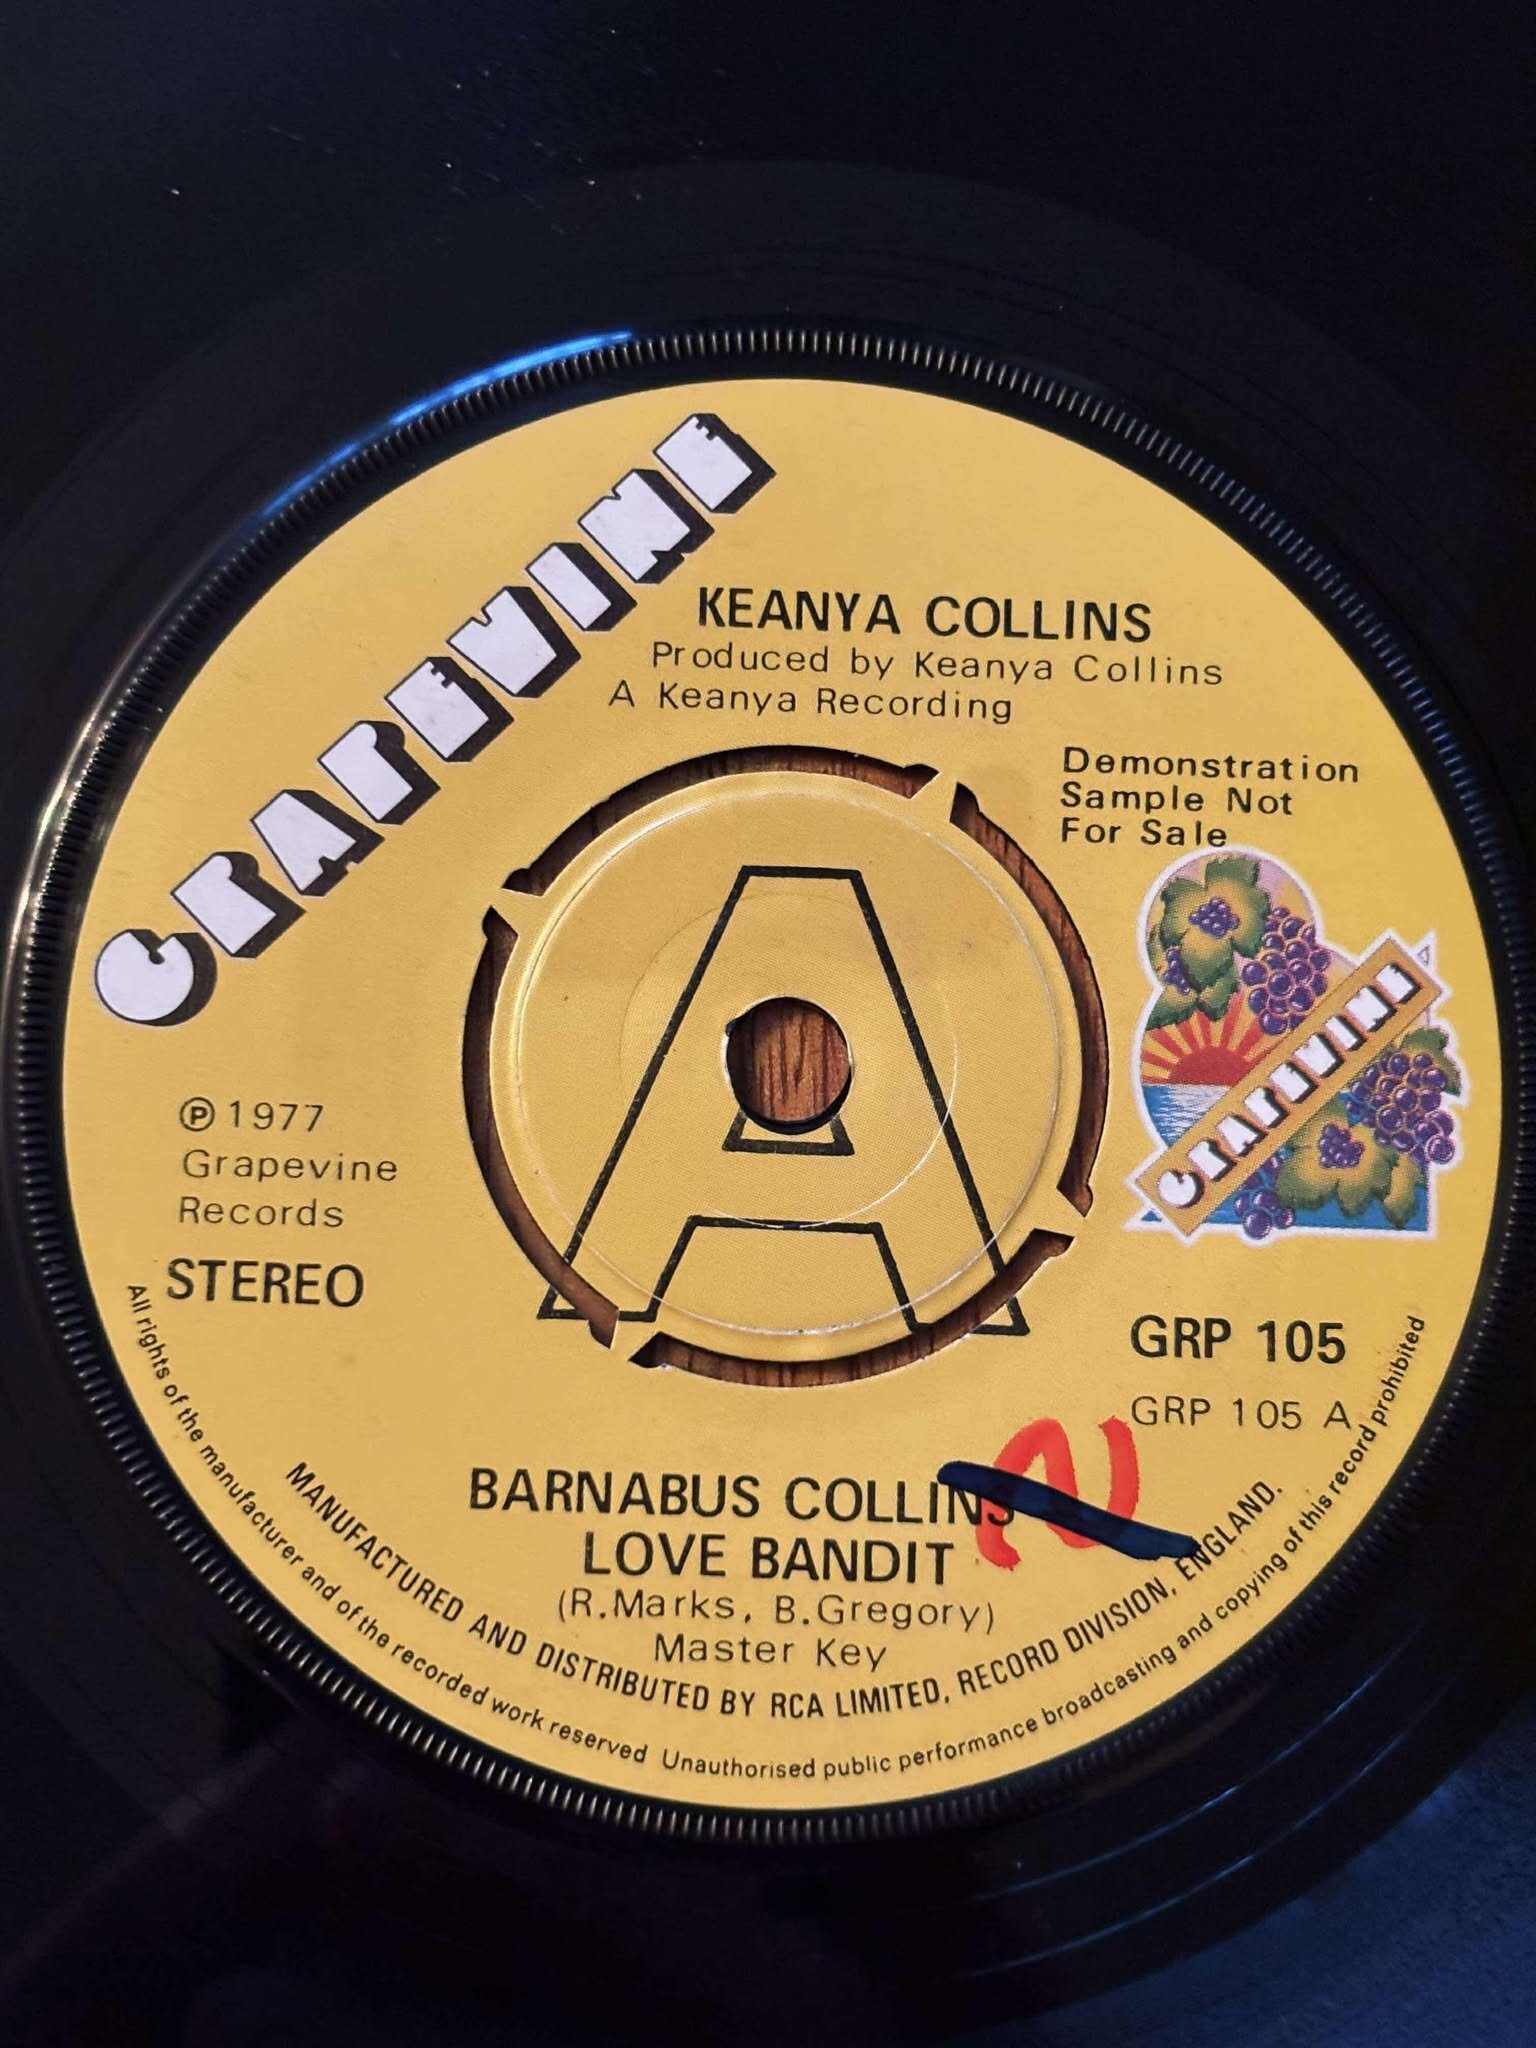 GRAPEVINE
KEANYA COLLINS
Produced by Keanya Collins
A Keanya Recording
Demonstration
Sample Not
For Sale
A
GRAPEVINE
℗ 1977
Grapevine
Records
STEREO
GRP 105
GRP 105 A
BARNABUS COLLINS
LOVE BANDIT
(R.Marks, B.Gregory)
Master Key
MANUFACTURED AND DISTRIBUTED BY RCA LIMITED, RECORD DIVISION, ENGLAND.
All rights of the manufacturer and of the recorded work reserved Unauthorised public performance broadcasting and copying of this record prohibited